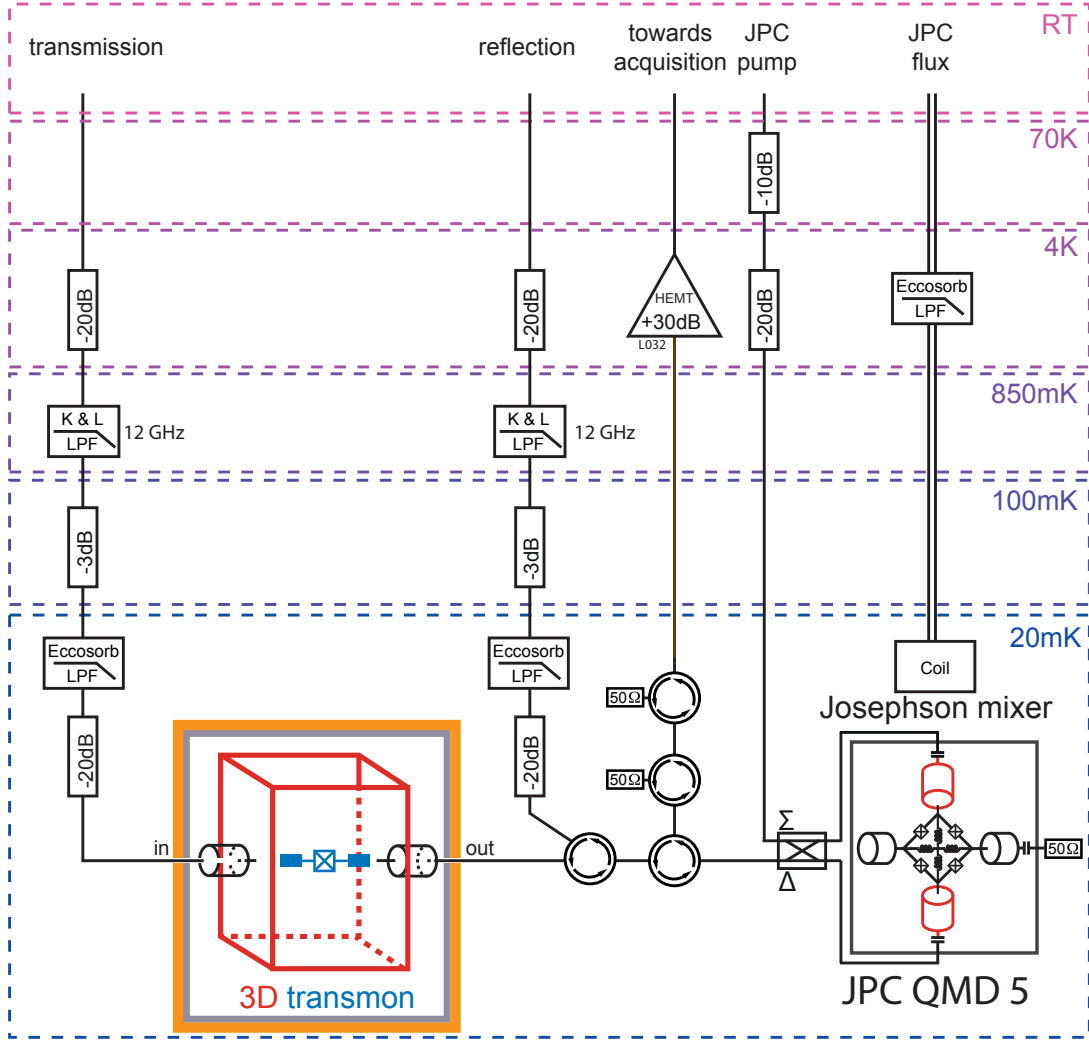 RT
transmission
reflection
towards
acquisition
JPC
pump
JPC
flux
70K
-10dB
4K
-20dB
-20dB
HEMT
+30dB
L032
-20dB
Eccosorb
LPF
850mK
K & L
LPF
12 GHz
K & L
LPF
12 GHz
100mK
-3dB
-3dB
20mK
Eccosorb
LPF
Eccosorb
LPF
Coil
50Ω
Josephson mixer
-20dB
-20dB
50Ω
Σ
in
out
50Ω
Δ
3D transmon
JPC QMD 5